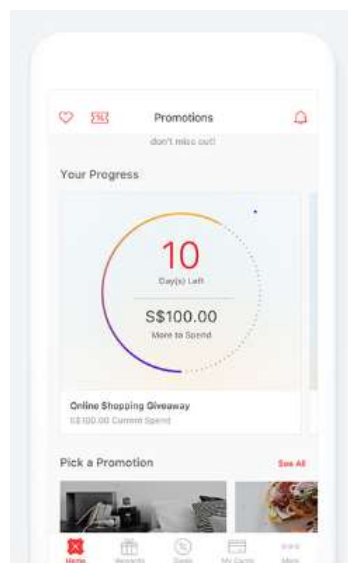 Promotions
don't miss out!
Your Progress
10
Day(s) Left
S$100.00
More to Spend
Online Shopping Giveaway
S$100.00 Current Spend
Pick a Promotion
See All
Home
Rewards
Deals
My Cards
More